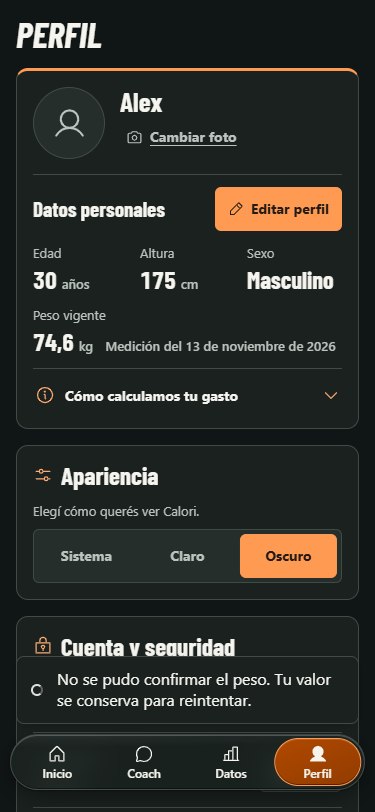 PERFIL
Alex
Cambiar foto
Datos personales
Editar perfil
Edad
Altura
Sexo
30 años
175 cm
Masculino
Peso vigente
74,6 kg
Medición del 13 de noviembre de 2026
Cómo calculamos tu gasto
Apariencia
Elegí cómo querés ver Calori.
Sistema
Claro
Oscuro
Cuenta y seguridad
No se pudo confirmar el peso. Tu valor
se conserva para reintentar.
Inicio
Coach
Datos
Perfil